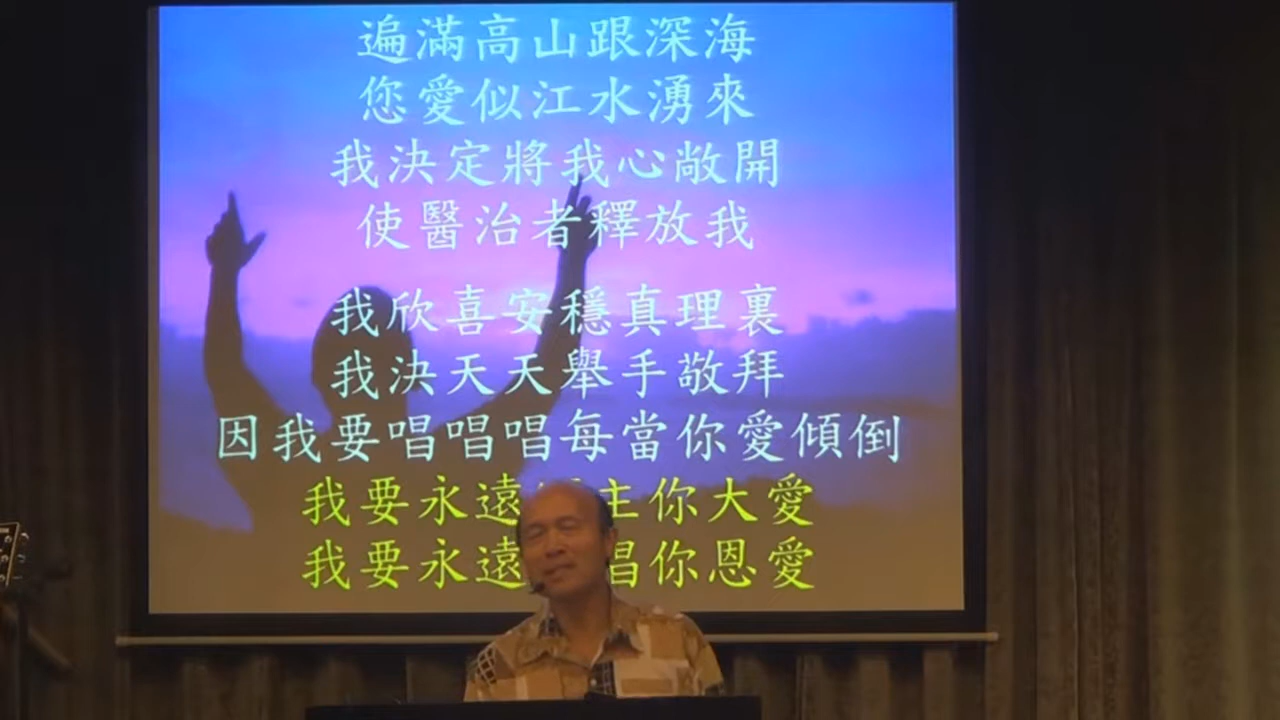 遍滿高山跟深海
您愛似江水湧來
我決定將我心敞開
使醫治者釋放我
我欣喜安穩真理裏
我決天天舉手敬拜
因我要唱唱唱每當你愛傾倒
我要永遠 主你大愛
我要永遠 唱你恩愛